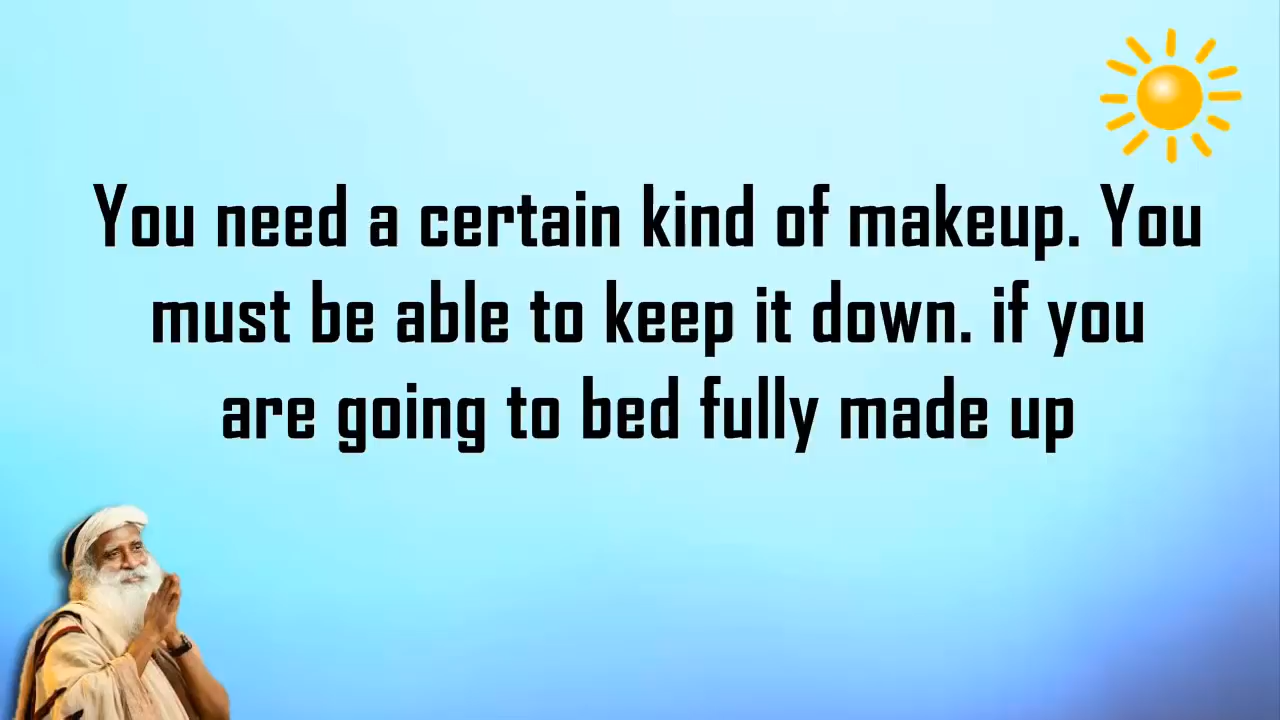 You need a certain kind of makeup. You
must be able to keep it down. if you
are going to bed fully made up